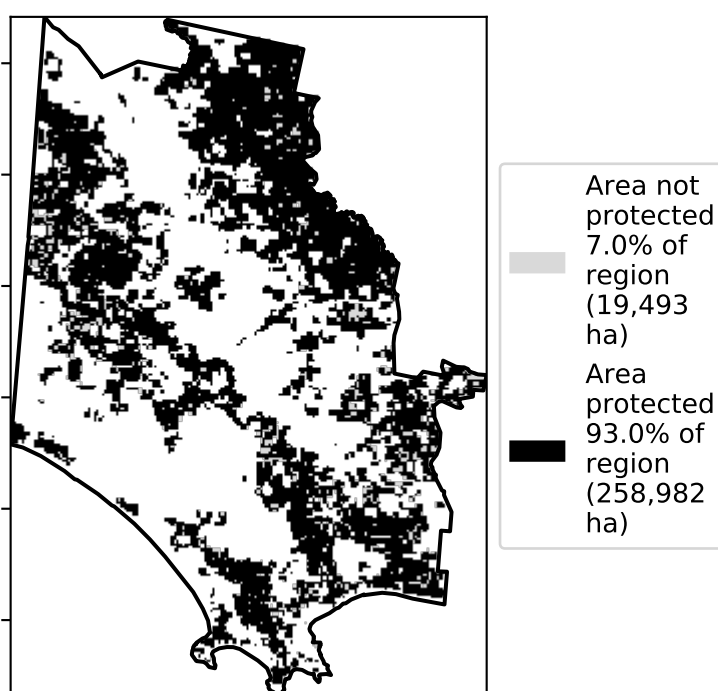 Area not
protected
7.0% of
region
(19,493
ha)
Area
protected
93.0% of
region
(258,982
ha)